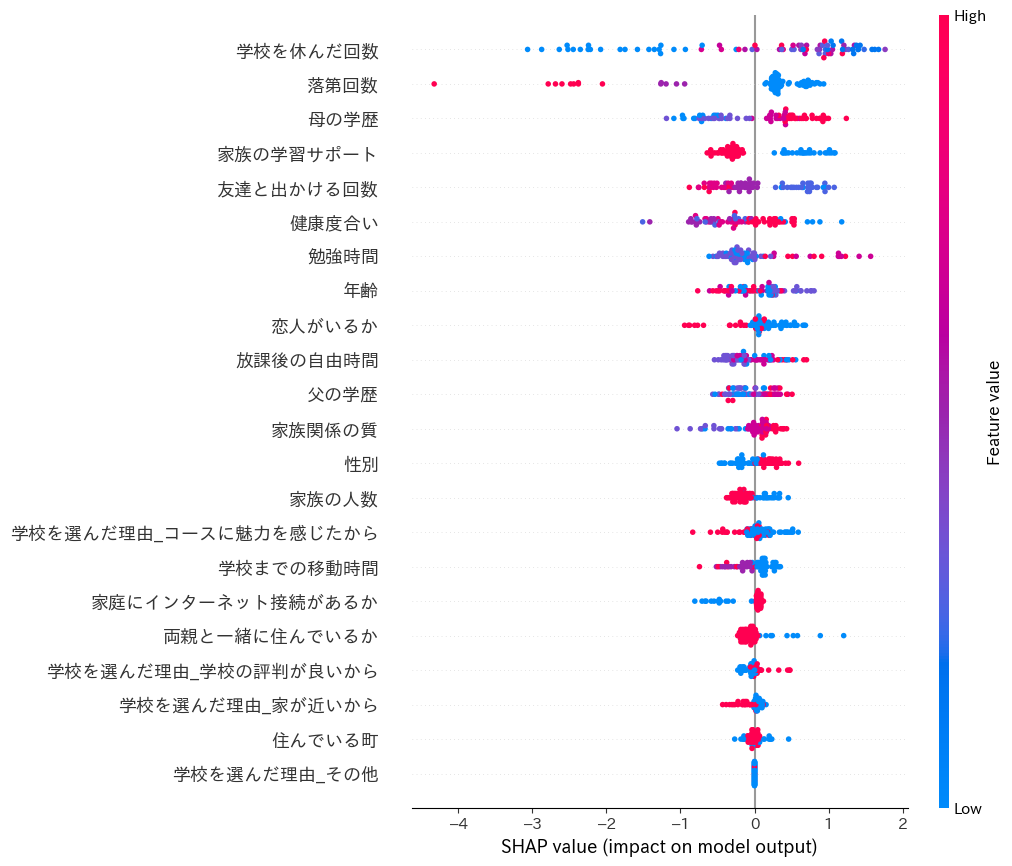 High
学校を休んだ回数
落第回数
母の学歴
家族の学習サポート
友達と出かける回数
健康度合い
勉強時間
年齢
恋人がいるか
放課後の自由時間
父の学歴
家族関係の質
性別
家族の人数
学校を選んだ理由_コースに魅力を感じたから
学校までの移動時間
家庭にインターネット接続があるか
両親と一緒に住んでいるか
学校を選んだ理由_学校の評判が良いから
学校を選んだ理由_家が近いから
住んでいる町
学校を選んだ理由_その他
Feature value
Low
−4 −3 −2 −1 0 1 2
SHAP value (impact on model output)